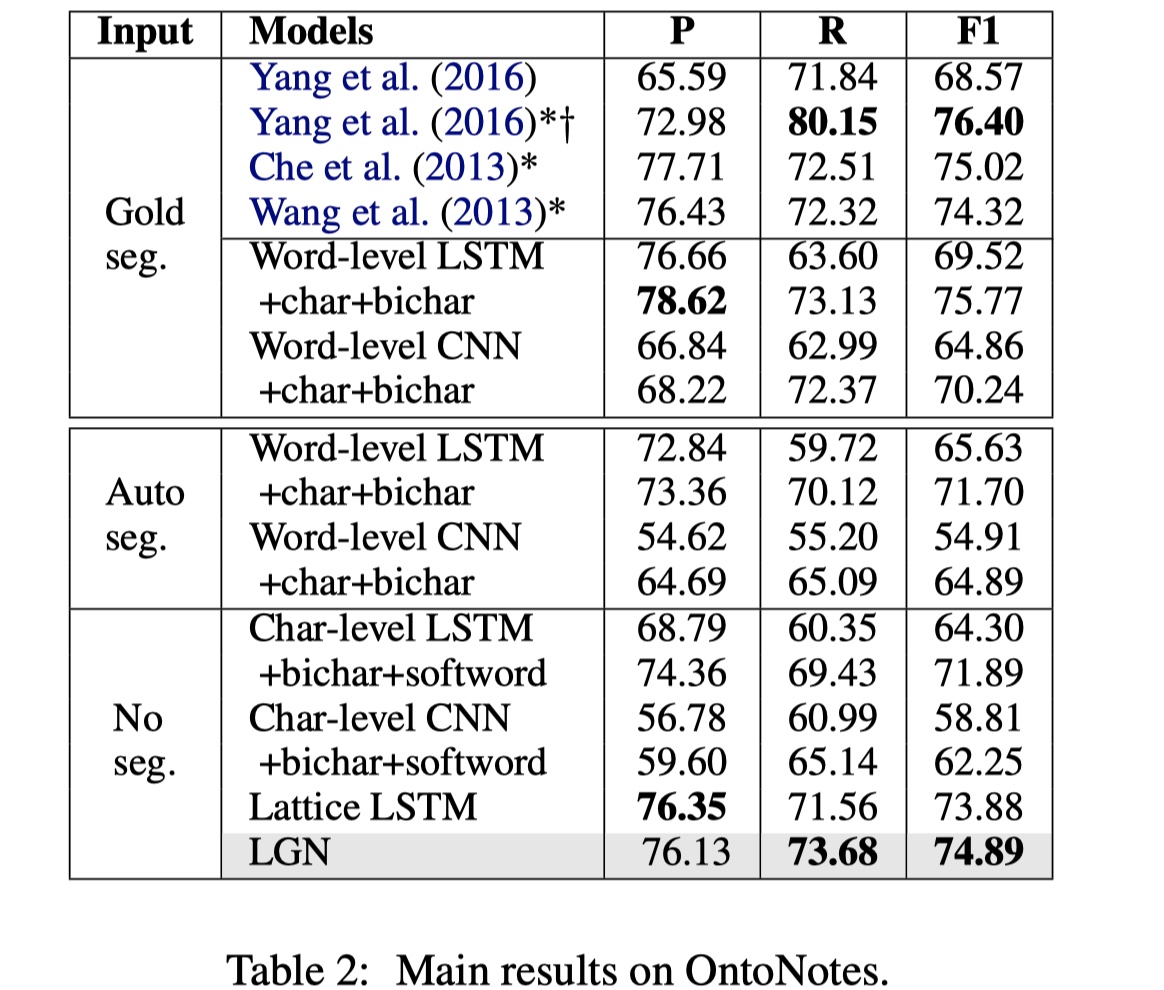 Input Models P R F1
Yang et al. (2016) 65.59 71.84 68.57
Yang et al. (2016)*† 72.98 80.15 76.40
Che et al. (2013)* 77.71 72.51 75.02
Gold Wang et al. (2013)* 76.43 72.32 74.32
seg. Word-level LSTM 76.66 63.60 69.52
+char+bichar 78.62 73.13 75.77
Word-level CNN 66.84 62.99 64.86
+char+bichar 68.22 72.37 70.24
Word-level LSTM 72.84 59.72 65.63
Auto +char+bichar 73.36 70.12 71.70
seg. Word-level CNN 54.62 55.20 54.91
+char+bichar 64.69 65.09 64.89
Char-level LSTM 68.79 60.35 64.30
+bichar+softword 74.36 69.43 71.89
No Char-level CNN 56.78 60.99 58.81
seg. +bichar+softword 59.60 65.14 62.25
Lattice LSTM 76.35 71.56 73.88
LGN 76.13 73.68 74.89
Table 2: Main results on OntoNotes.